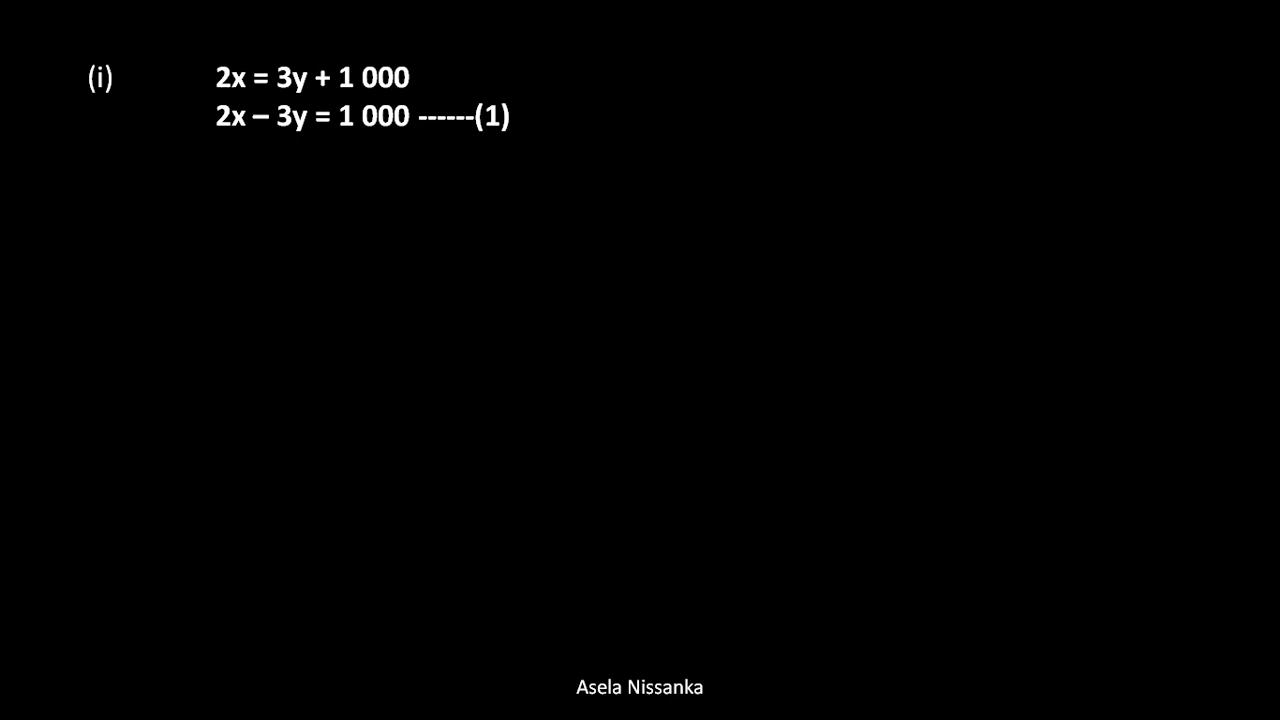 (i) 2x = 3y + 1 000
2x – 3y = 1 000 ------(1)
Asela Nissanka